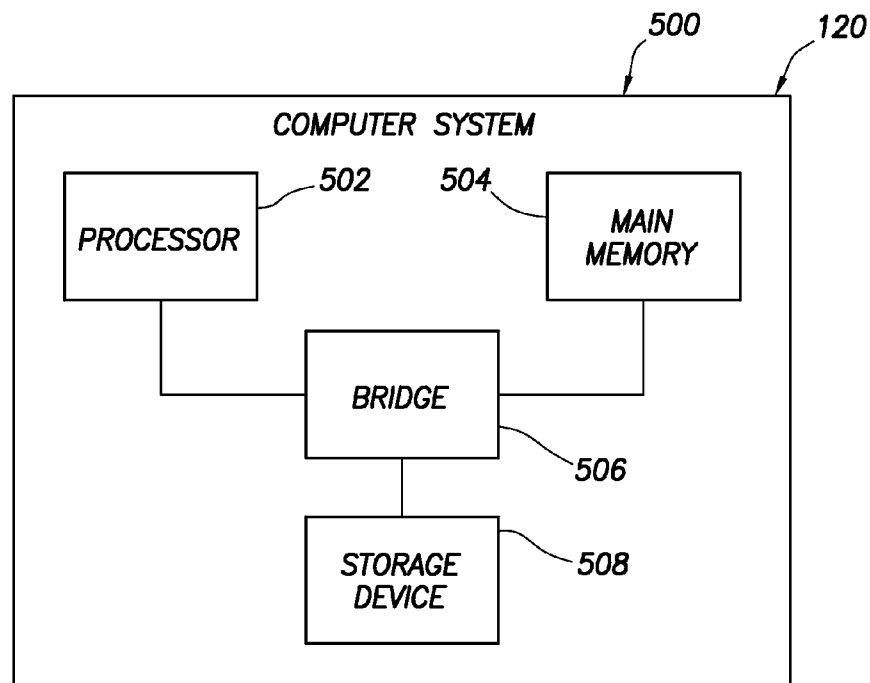 500
120
COMPUTER SYSTEM
502
504
PROCESSOR
MAIN
MEMORY
BRIDGE
506
STORAGE
DEVICE
508